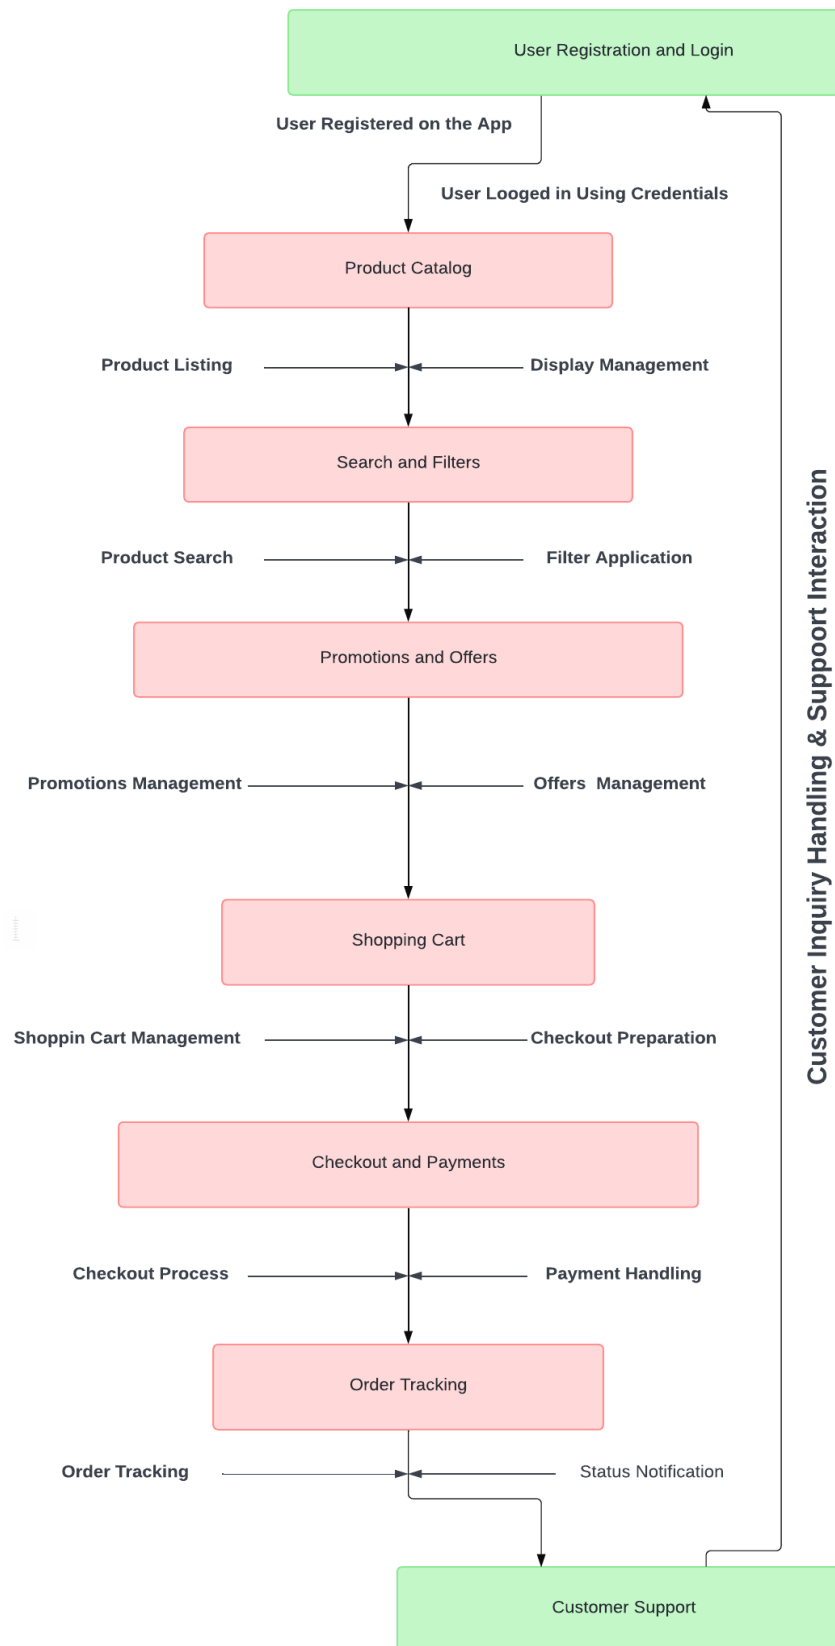 User Registration and Login
User Registered on the App
User Looged in Using Credentials
Product Catalog
Product Listing
Display Management
Search and Filters
Product Search
Filter Application
Promotions and Offers
Promotions Management
Offers  Management
Shopping Cart
Shoppin Cart Management
Checkout Preparation
Checkout and Payments
Checkout Process
Payment Handling
Order Tracking
Order Tracking
Status Notification
Customer Support
Customer Inquiry Handling & Suppoort Interaction